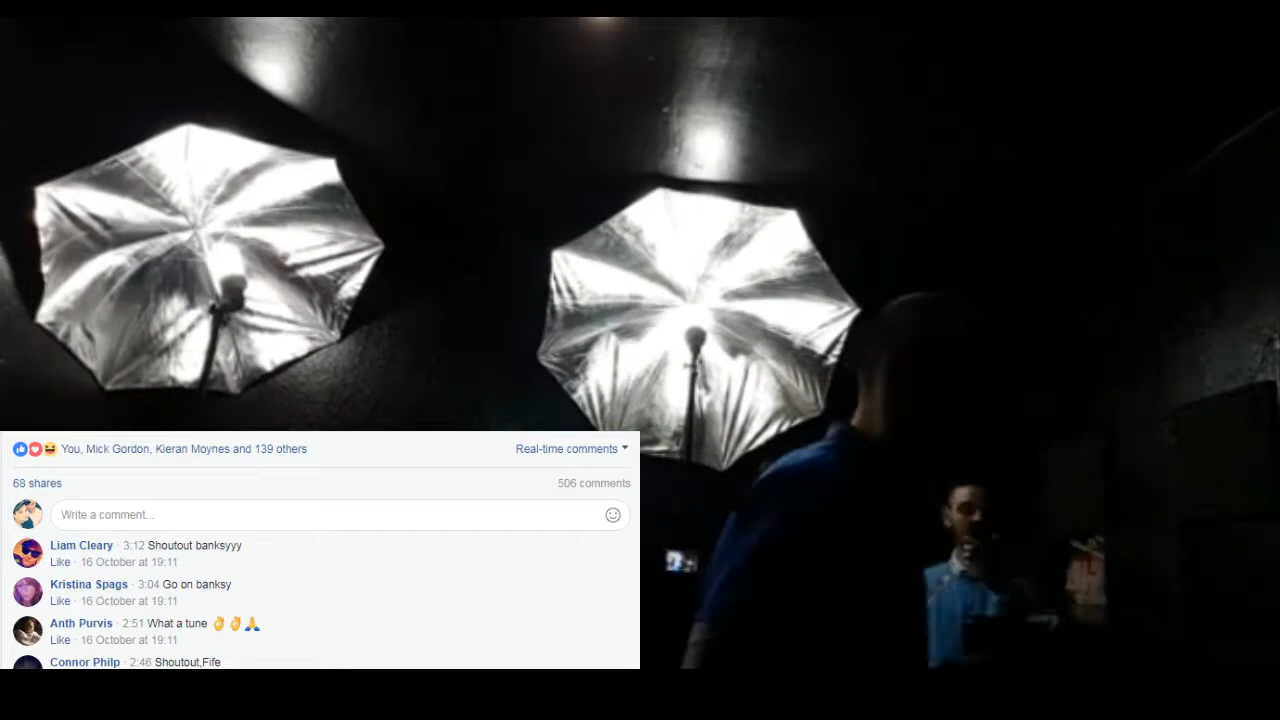 You, Mick Gordon, Kieran Moynes and 139 others Real-time comments
68 shares 506 comments
Write a comment...
Liam Cleary · 3:12 Shoutout banksyyy
Like · 16 October at 19:11
Kristina Spags · 3:04 Go on banksy
Like · 16 October at 19:11
Anth Purvis · 2:51 What a tune 👌👌🙏
Like · 16 October at 19:11
Connor Philp · 2:46 Shoutout,Fife